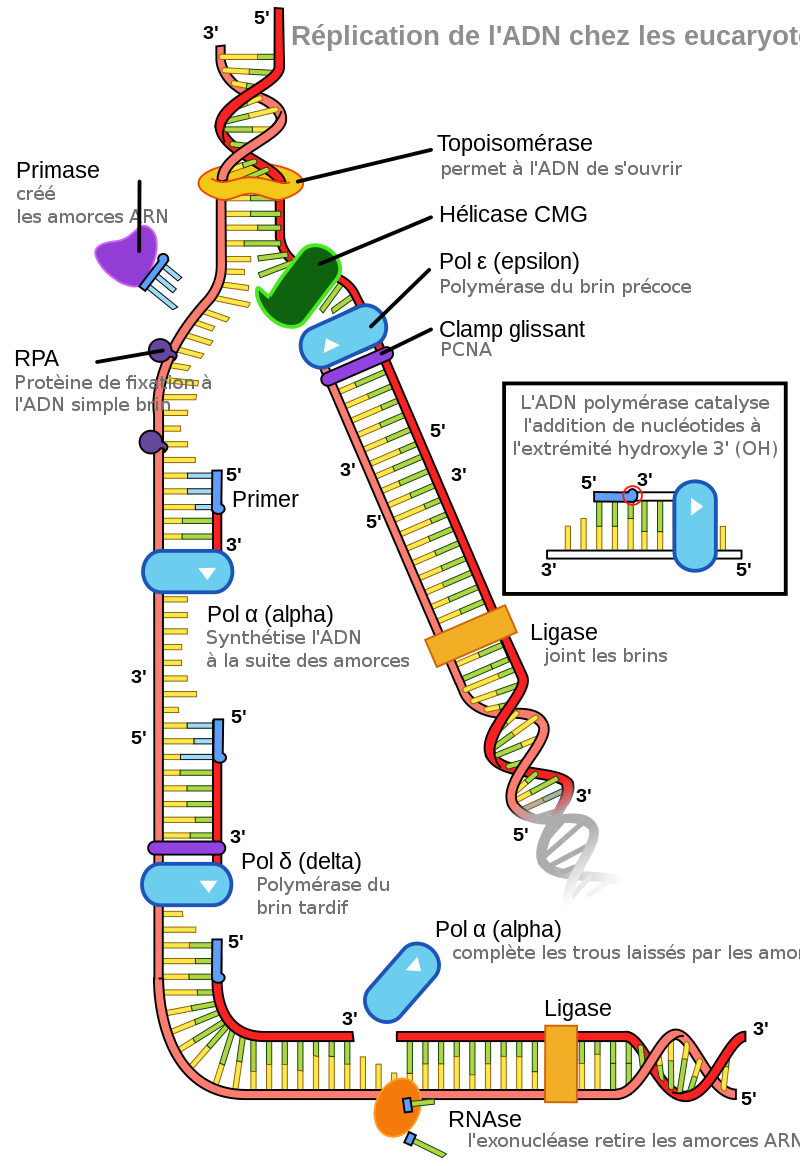 3'
5'
Réplication de l'ADN chez les eucaryot
Topoisomérase
permet à l'ADN de s'ouvrir
Primase
créé
les amorces ARN
Hélicase CMG
Pol ε (epsilon)
Polymérase du brin précoce
Clamp glissant
PCNA
RPA
Protéine de fixation à
l'ADN simple brin
L'ADN polymérase catalyse
l'addition de nucléotides à
l'extrémité hydroxyle 3' (OH)
5'
3'
3'
5'
5'
3'
3'
5'
5'
Primer
3'
Pol α (alpha)
Synthétise l'ADN
à la suite des amorces
Ligase
joint les brins
3'
5'
5'
3'
5'
3'
Pol δ (delta)
Polymérase du
brin tardif
5'
Pol α (alpha)
complète les trous laissés par les amor
3'
Ligase
3'
5'
RNAse
l'exonucléase retire les amorces ARN